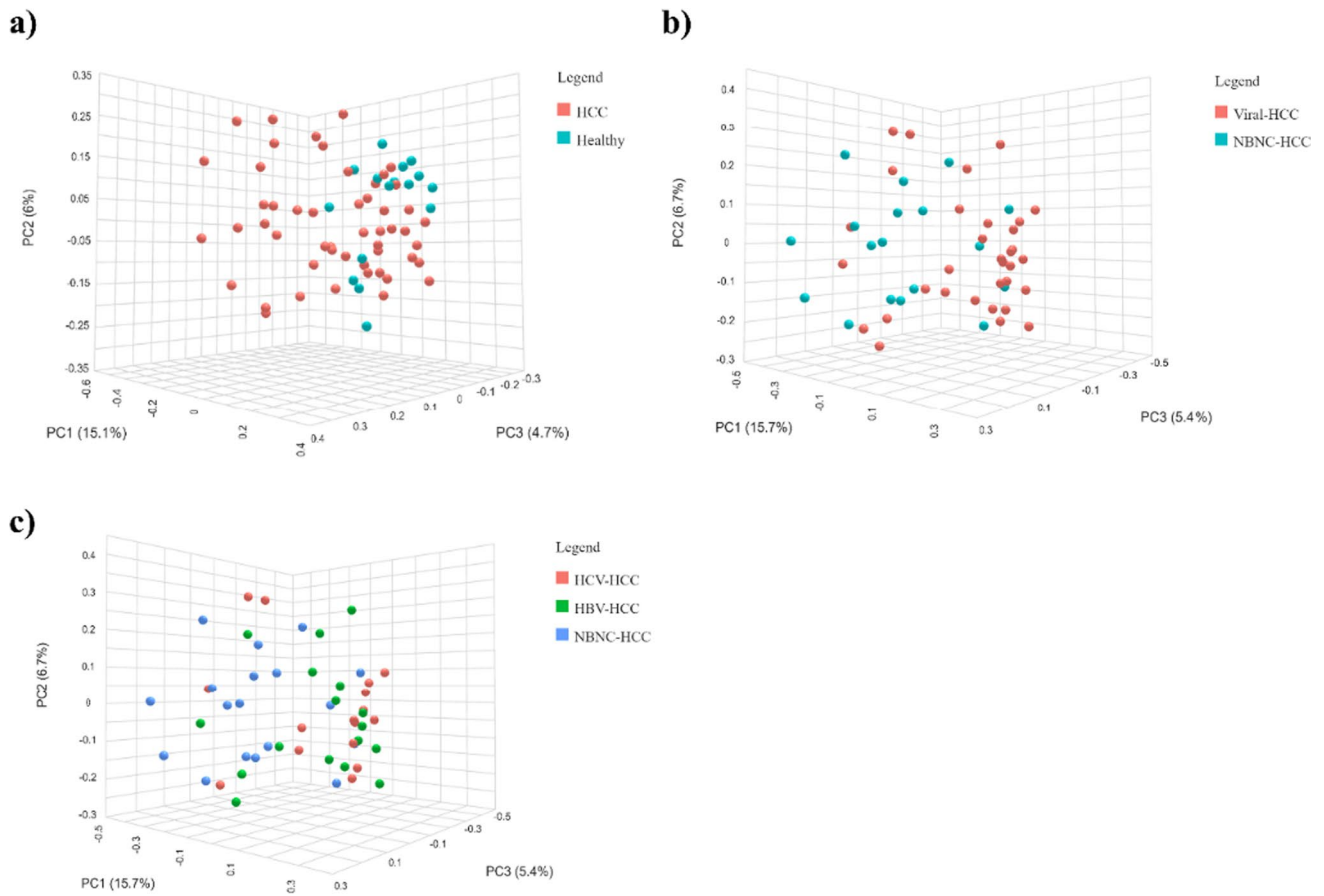 a)
Legend
HCC
Healthy
PC2 (6%)
0.35
0.25
0.15
0.05
-0.05
-0.15
-0.25
-0.35
-0.6
-0.4
-0.2
0
0.2
0.4
PC1 (15.1%)
0.4
0.3
0.2
0.1
0
-0.1
-0.2
-0.3
PC3 (4.7%)
b)
Legend
Viral-HCC
NBNC-HCC
PC2 (6.7%)
0.4
0.3
0.2
0.1
0
-0.1
-0.2
-0.3
-0.5
-0.3
-0.1
0.1
0.3
PC1 (15.7%)
0.3
0.1
-0.1
-0.3
-0.5
PC3 (5.4%)
c)
Legend
HCV-HCC
HBV-HCC
NBNC-HCC
PC2 (6.7%)
0.4
0.3
0.2
0.1
0
-0.1
-0.2
-0.3
-0.5
-0.3
-0.1
0.1
0.3
PC1 (15.7%)
0.3
0.1
-0.1
-0.3
-0.5
PC3 (5.4%)